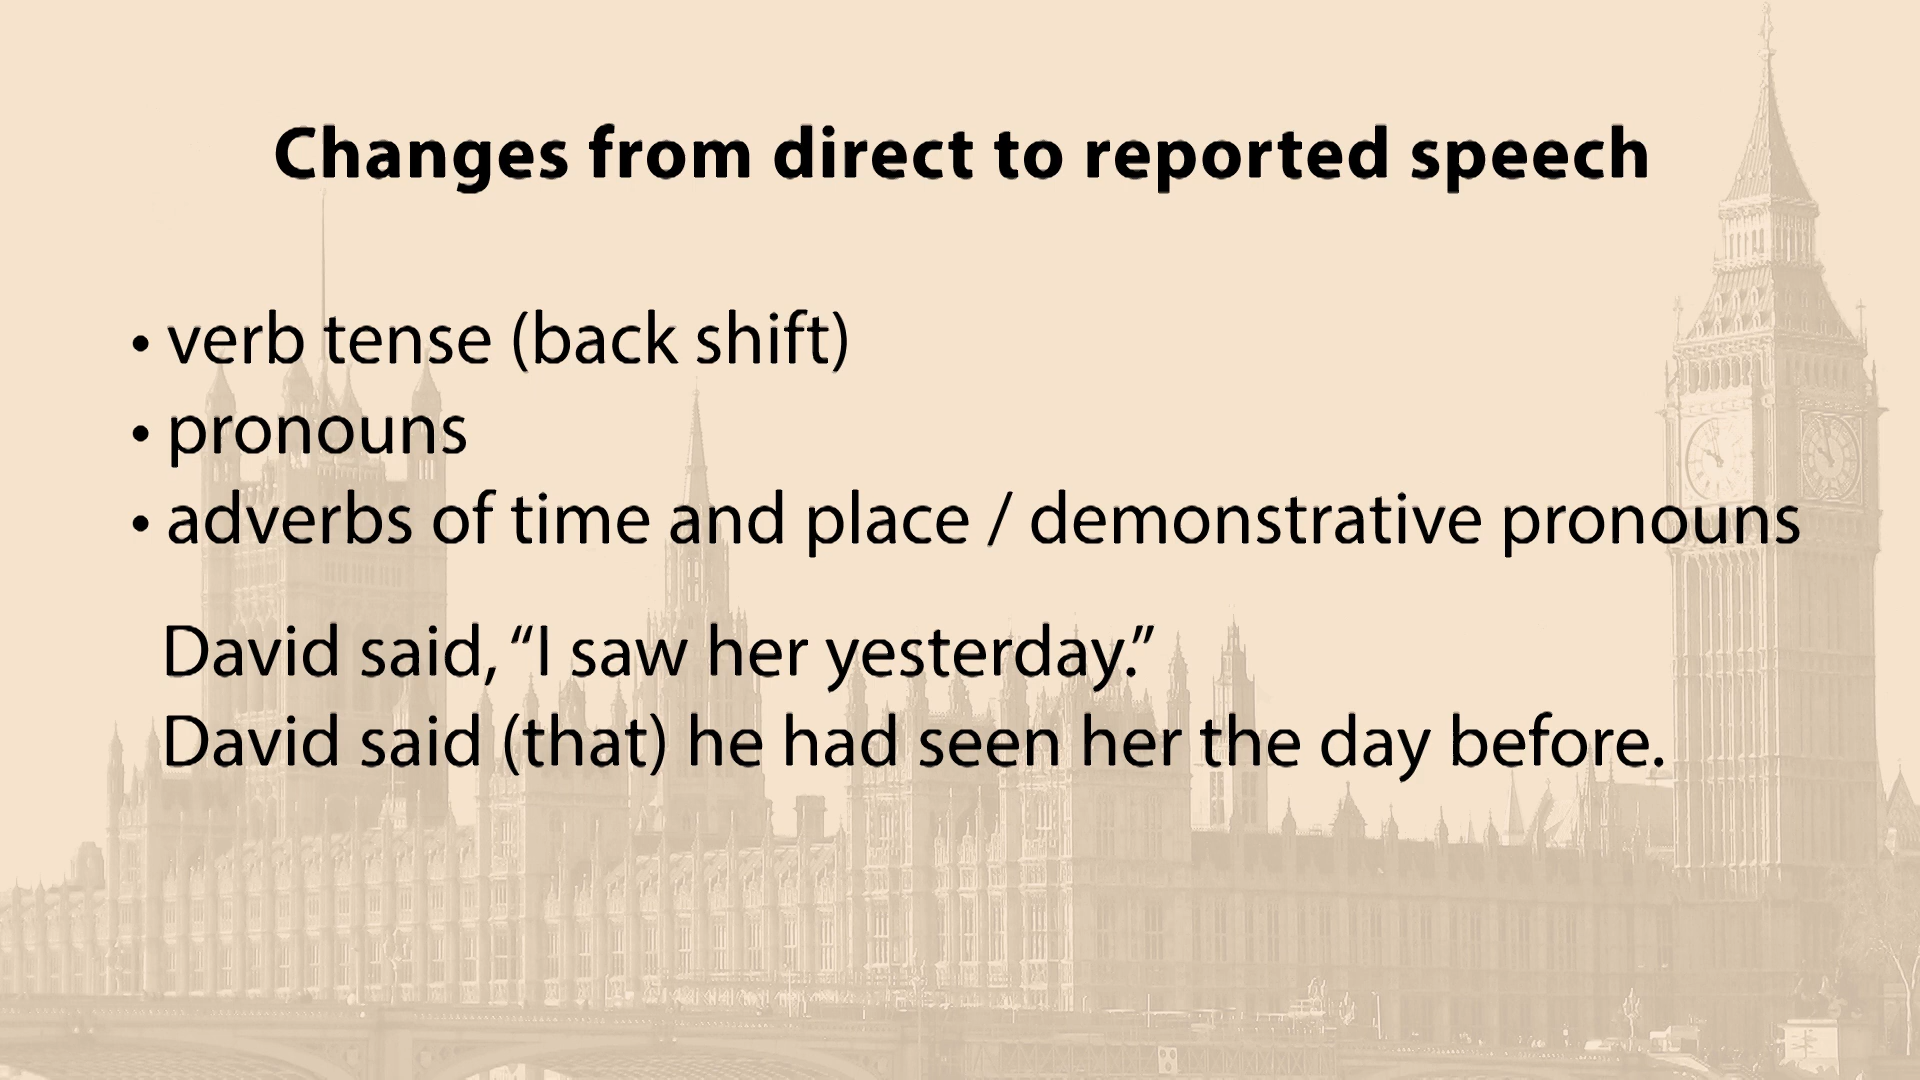 Changes from direct to reported speech
• verb tense (back shift)
• pronouns
• adverbs of time and place / demonstrative pronouns
David said, “I saw her yesterday.”
David said (that) he had seen her the day before.